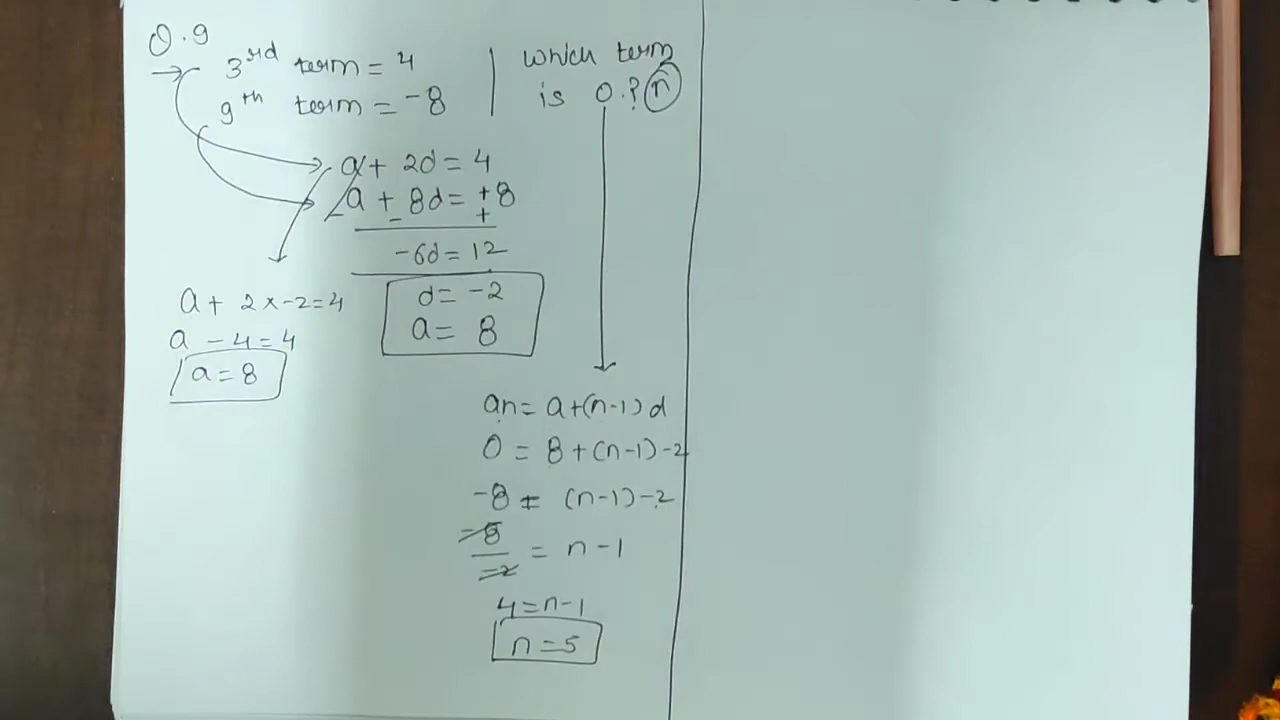 Q.9
3rd term = 4
9th term = -8
which term
is 0.? n
a + 2d = 4
a + 8d = +8
- - +
-6d = 12
d = -2
a = 8
a + 2 x -2 = 4
a - 4 = 4
a = 8
an = a + (n-1) d
0 = 8 + (n-1) -2
-8 = (n-1) -2
-8
-2
= n - 1
4 = n - 1
n = 5